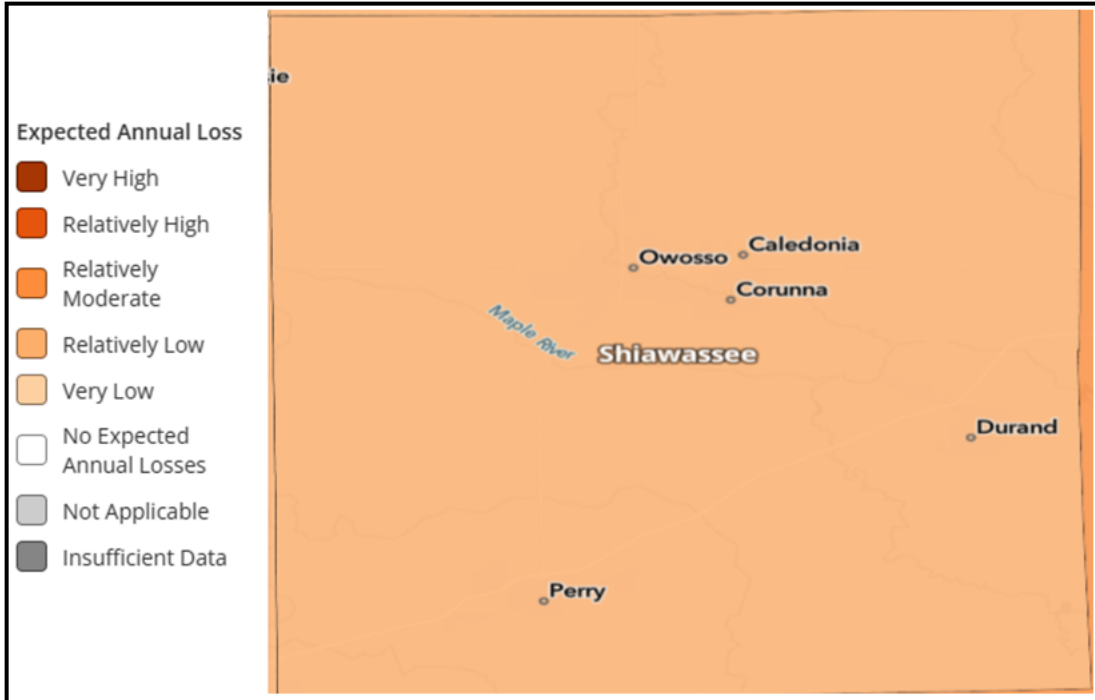 Expected Annual Loss
Very High
Relatively High
Relatively
Moderate
Relatively Low
Very Low
No Expected
Annual Losses
Not Applicable
Insufficient Data
ie
Owosso
Caledonia
Corunna
Maple River
Shiawassee
Durand
Perry